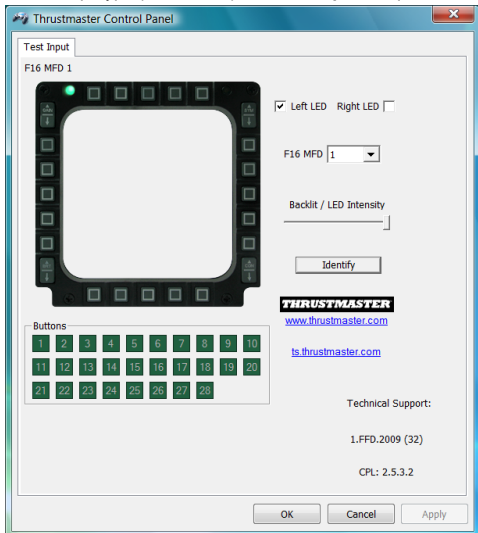 Thrustmaster Control Panel
Test Input
F16 MFD 1
Left LED Right LED
F16 MFD 1
Backlit / LED Intensity
Identify
THRUSTMASTER
www.thrustmaster.com
Buttons
1 2 3 4 5 6 7 8 9 10
11 12 13 14 15 16 17 18 19 20
21 22 23 24 25 26 27 28
ts.thrustmaster.com
Technical Support:
1.FFD.2009 (32)
CPL: 2.5.3.2
OK Cancel Apply